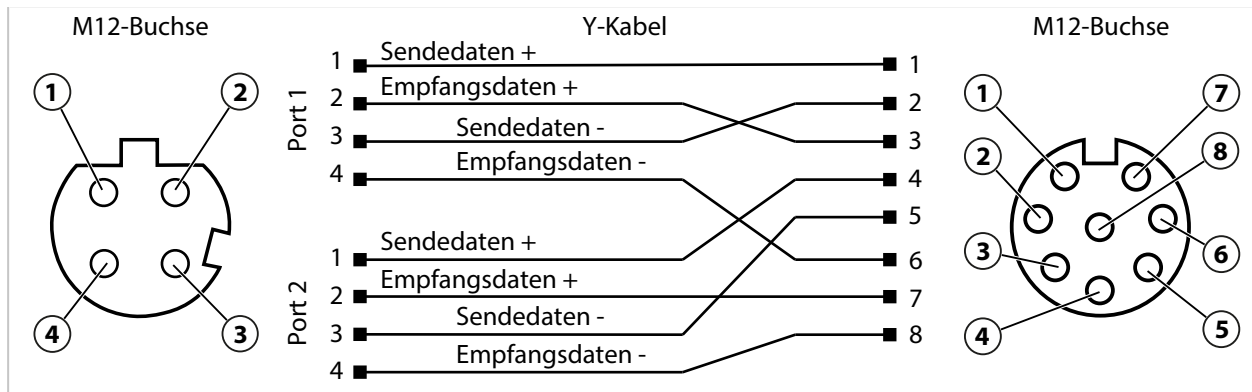 M12-Buchse Y-Kabel M12-Buchse
1 2
4 3
Port 1
1 Sendedaten + 1
2 Empfangsdaten + 2
3 Sendedaten - 3
4 Empfangsdaten - 4
5
Port 2
1 Sendedaten + 6
2 Empfangsdaten + 7
3 Sendedaten - 8
4 Empfangsdaten -
1 7
2 8
3 6
4 5